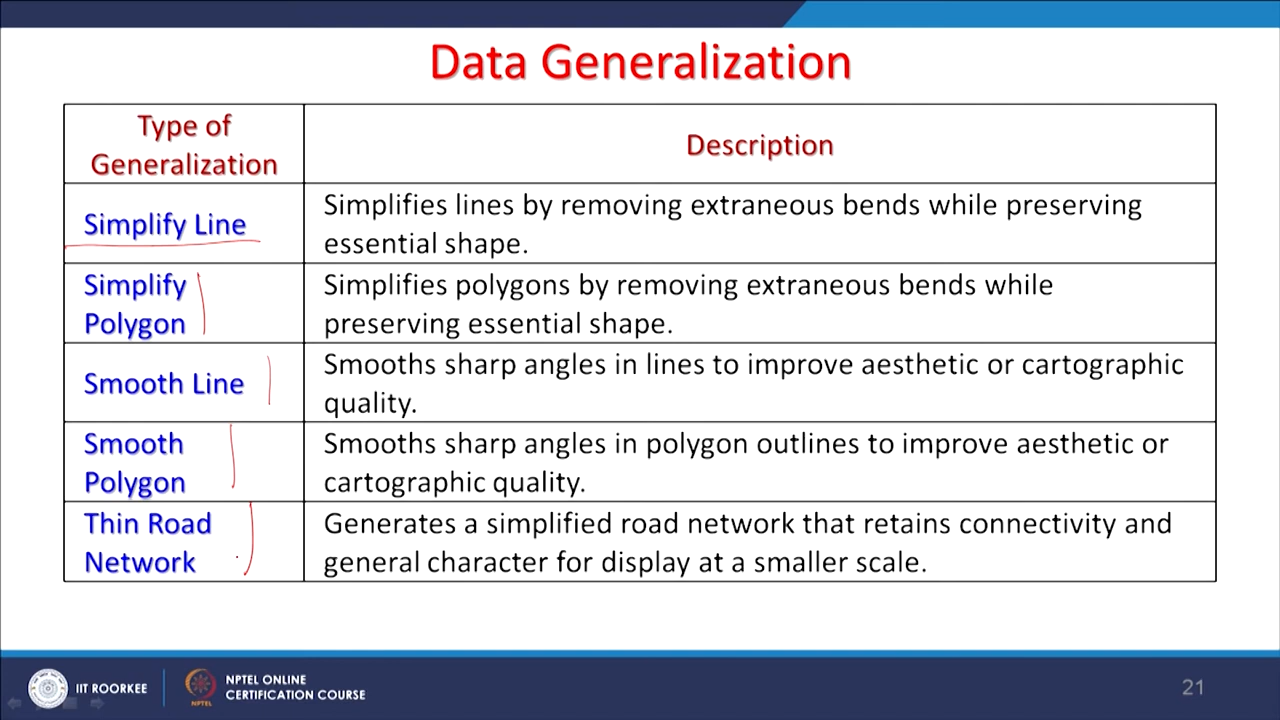 Data Generalization
Type of
Generalization
Description
Simplify Line
Simplifies lines by removing extraneous bends while preserving
essential shape.
Simplify
Polygon
Simplifies polygons by removing extraneous bends while
preserving essential shape.
Smooth Line
Smooths sharp angles in lines to improve aesthetic or cartographic
quality.
Smooth
Polygon
Smooths sharp angles in polygon outlines to improve aesthetic or
cartographic quality.
Thin Road
Network
Generates a simplified road network that retains connectivity and
general character for display at a smaller scale.
IIT ROORKEE
NPTEL
NPTEL ONLINE
CERTIFICATION COURSE
21